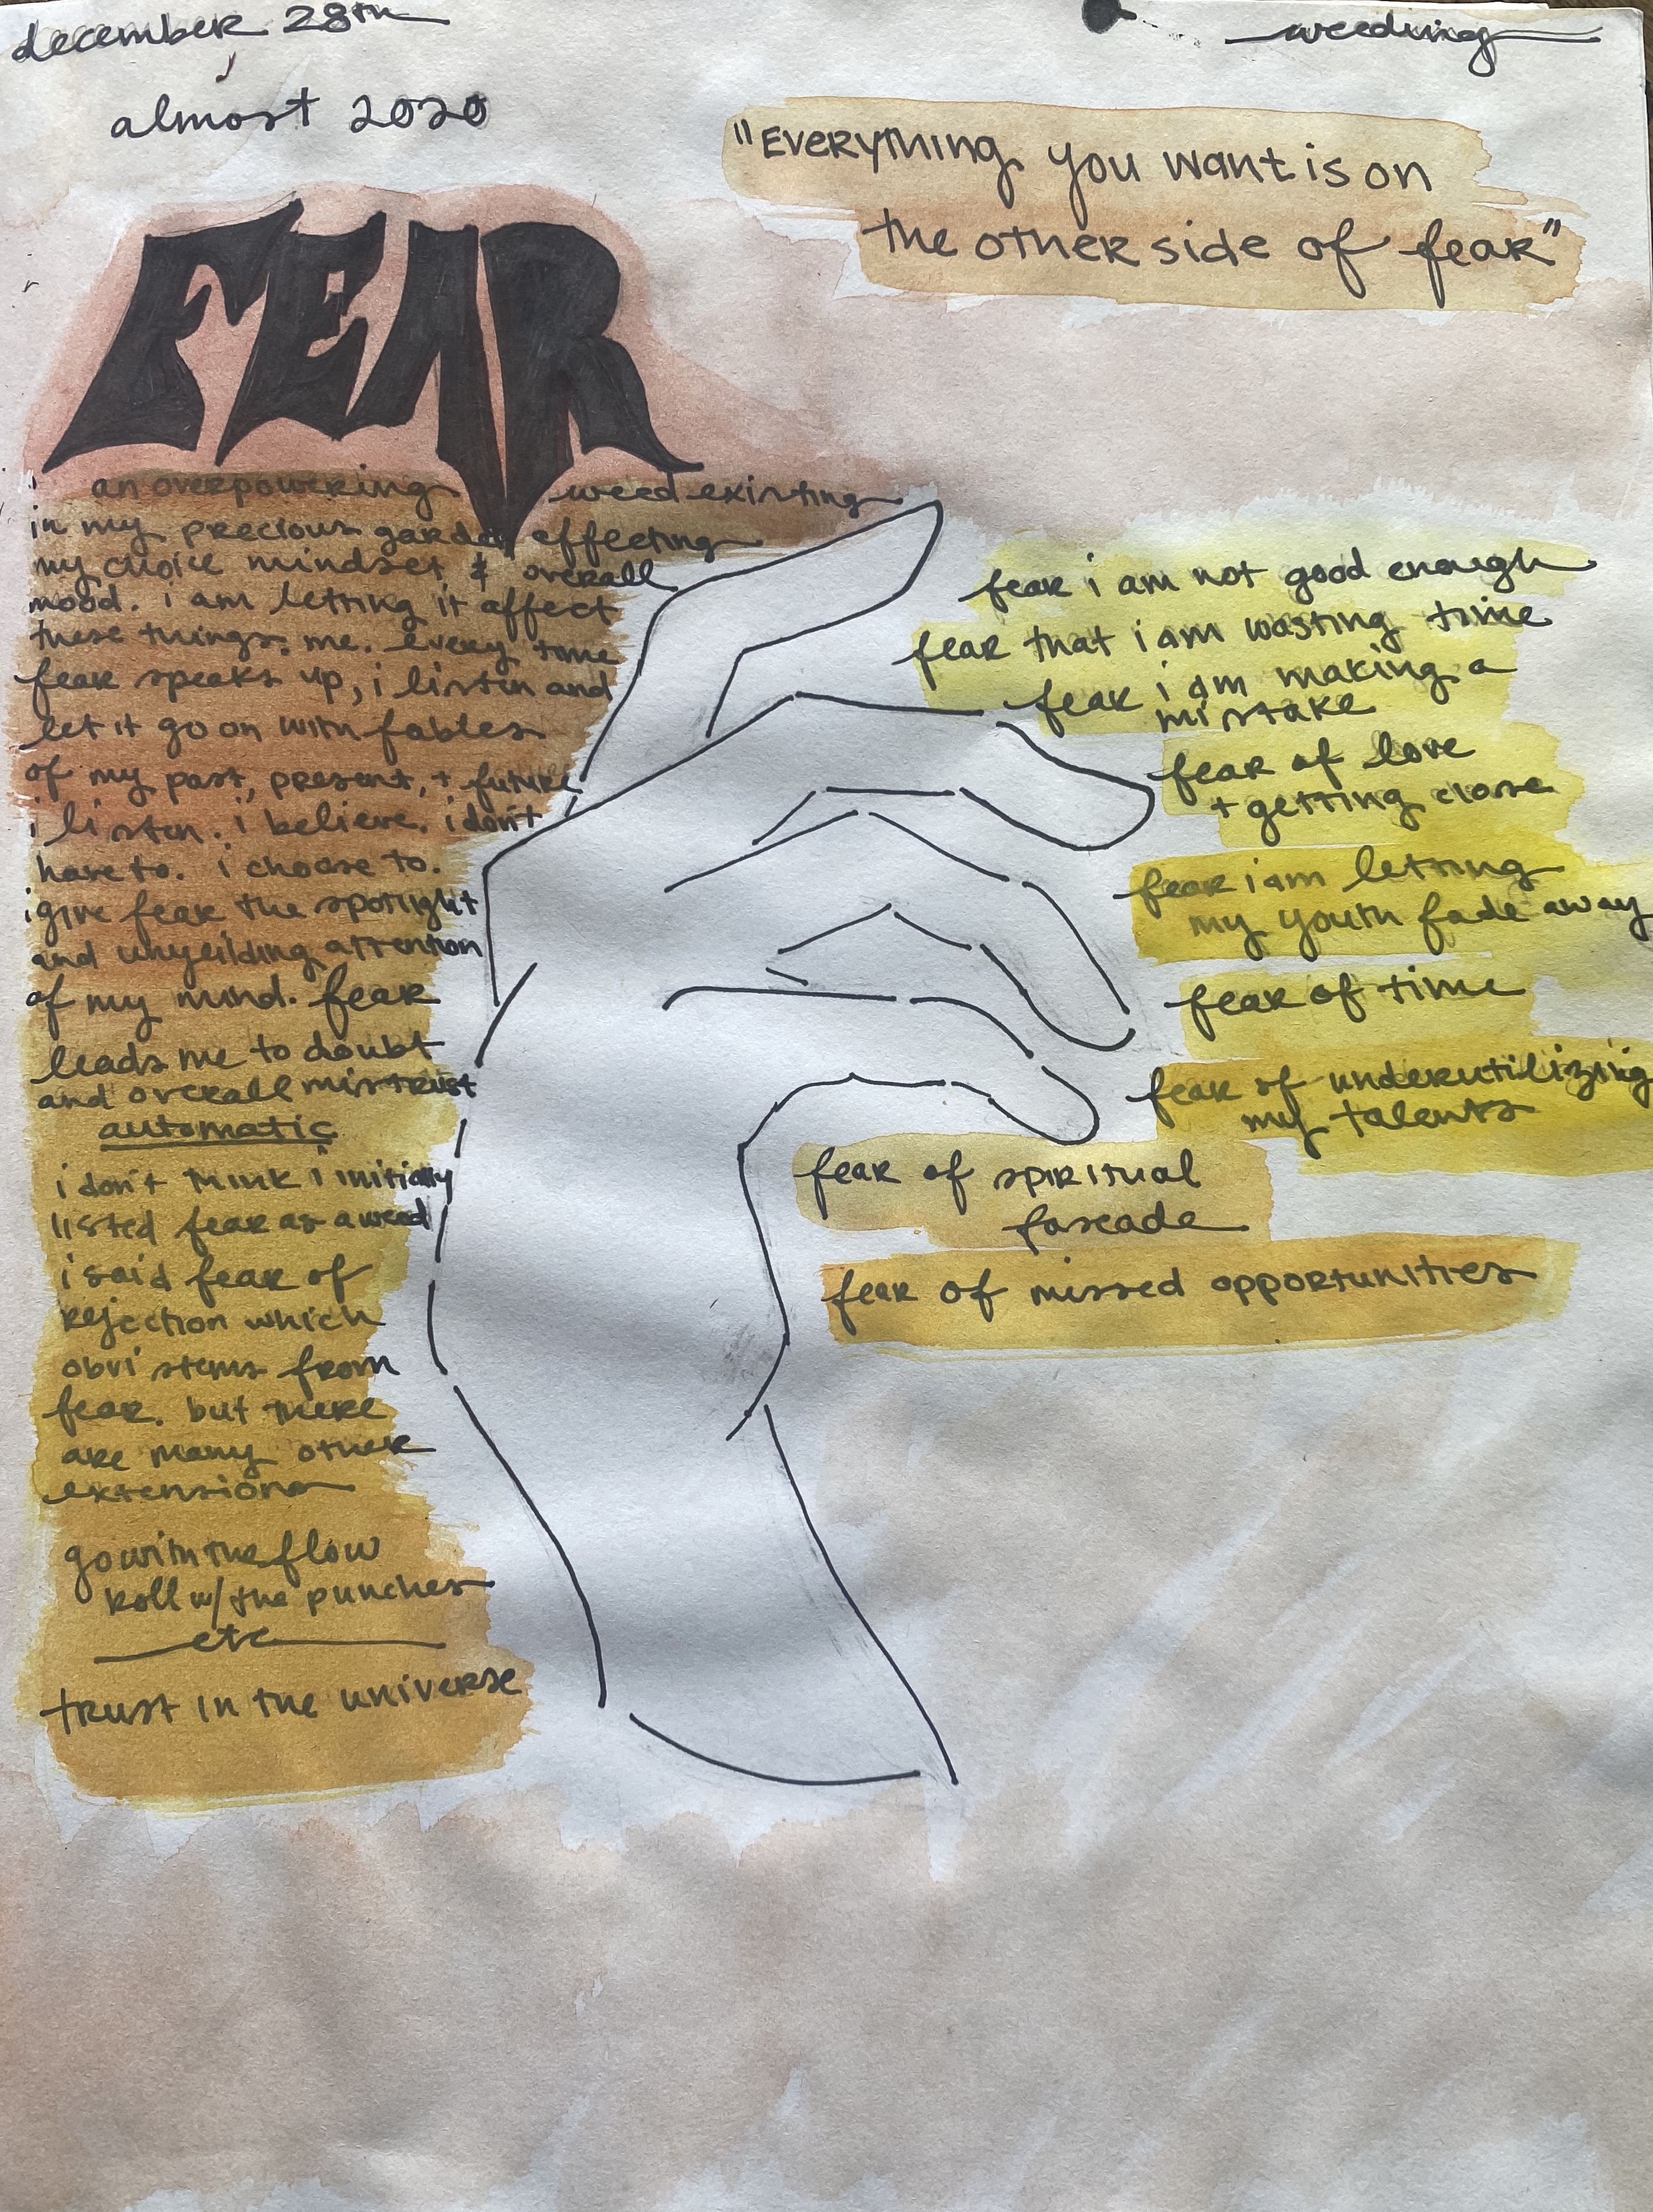 december 28th
almost 2020
weeding
"Everything you want is on
the other side of fear"
FEAR
an overpowering weed existing
in my precious garden effecting
my choice mindset & overall
mood. i am letting it affect
these things. me. every time
fear speaks up, i listen and
let it go on with fables
of my past, present, + future
i listen. i believe. i don't
have to. i choose to.
i give fear the spotlight
and unyeilding attention
of my mind. fear
leads me to doubt
and overall mistrust
automatic
i don't think i initially
listed fear as a weed
i said fear of
rejection which
obvi stems from
fear. but there
are many other
extensions
go with the flow
roll w/ the punches
etc
trust in the universe
fear i am not good enough
fear that i am wasting time
fear i am making a
mistake
fear of love
+ getting close
fear i am letting
my youth fade away
fear of time
fear of underutilizing
my talents
fear of spiritual
fascade
fear of missed opportunities